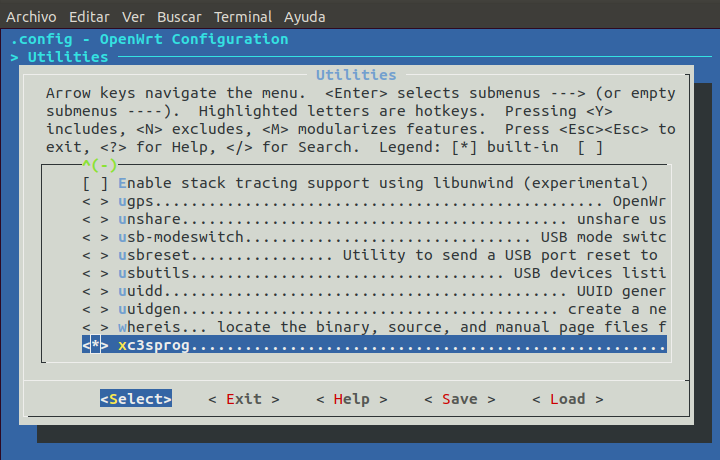 Archivo Editar Ver Buscar Terminal Ayuda
.config - OpenWrt Configuration
> Utilities
Utilities
Arrow keys navigate the menu.  <Enter> selects submenus ---> (or empty
submenus ----).  Highlighted letters are hotkeys.  Pressing <Y>
includes, <N> excludes, <M> modularizes features.  Press <Esc><Esc> to
exit, <?> for Help, </> for Search.  Legend: [*] built-in  [ ]
^(-)
[ ] Enable stack tracing support using libunwind (experimental)
< > ugps.................................................. OpenWr
< > unshare........................................... unshare us
< > usb-modeswitch................................ USB mode switc
< > usbreset................ Utility to send a USB port reset to
< > usbutils................................... USB devices listi
< > uuidd.............................................. UUID gener
< > uuidgen.......................................... create a ne
< > whereis... locate the binary, source, and manual page files f
<*> xc3sprog.....................................................
<Select>    < Exit >    < Help >    < Save >    < Load >